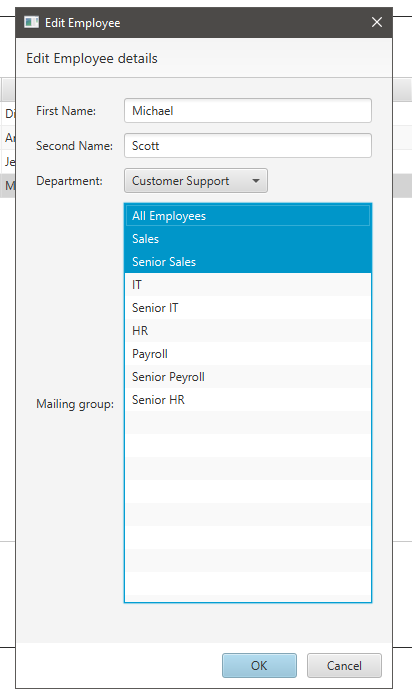 Edit Employee
Edit Employee details
First Name: Michael
Second Name: Scott
Department: Customer Support
All Employees
Sales
Senior Sales
IT
Senior IT
HR
Payroll
Senior Peyroll
Senior HR
Mailing group:
OK Cancel
Di
Je
M